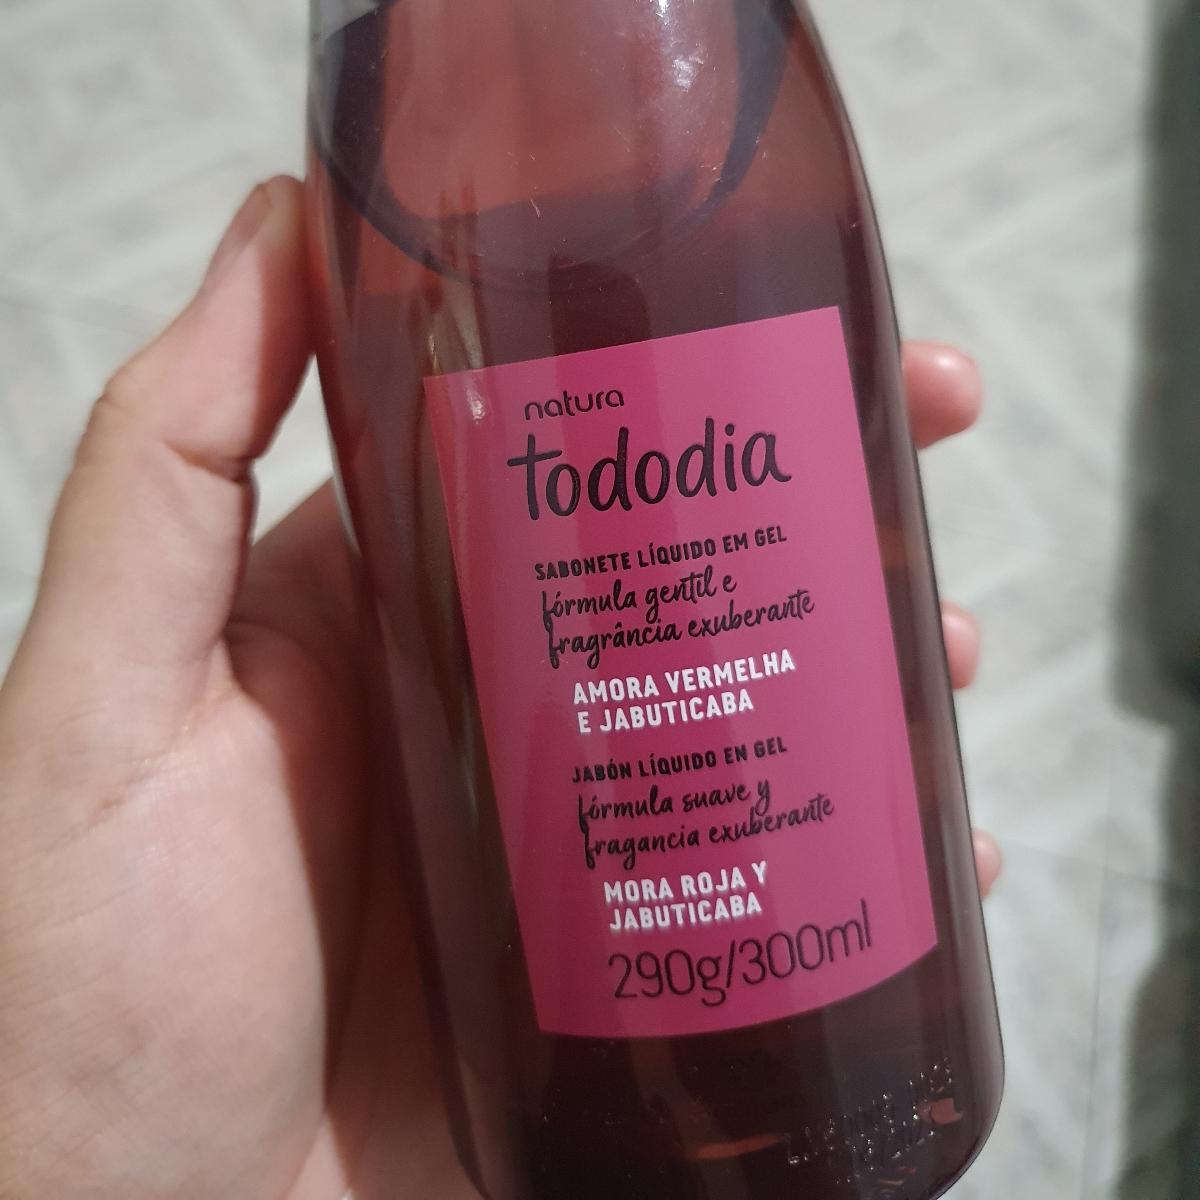 natura
tododia
SABONETE LÍQUIDO EM GEL
fórmula gentil e
fragrância exuberante
AMORA VERMELHA
E JABUTICABA
JABÓN LÍQUIDO EN GEL
fórmula suave y
fragancia exuberante
MORA ROJA Y
JABUTICABA
290g/300ml